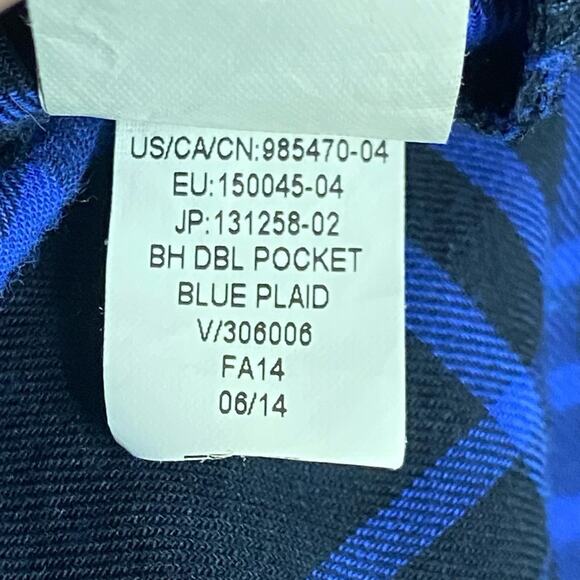 US/CA/CN:985470-04
EU:150045-04
JP:131258-02
BH DBL POCKET
BLUE PLAID
V/306006
FA14
06/14